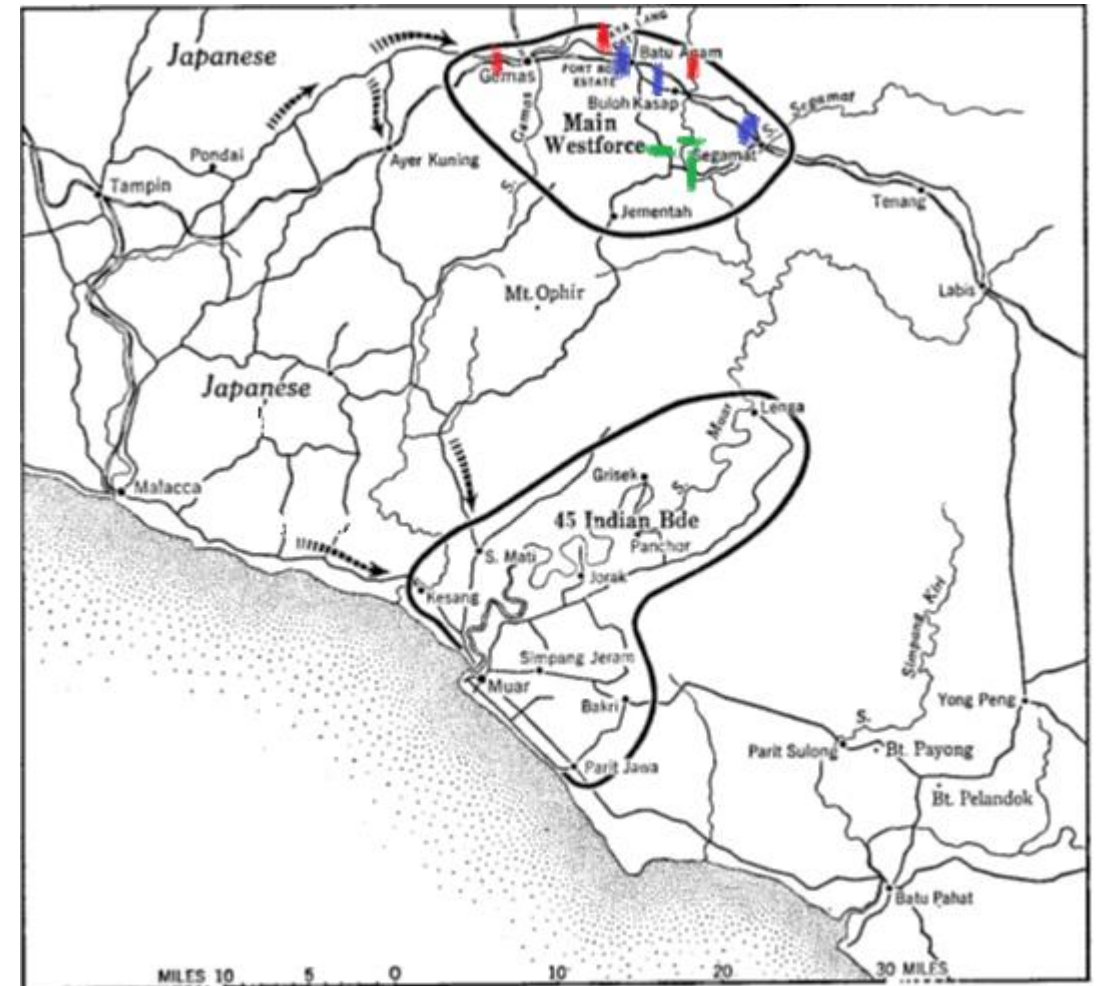 Japanese
Gemas
Batu Anam
FORT ROSE
ESTATE
Buloh Kasap
Main
Westforce
Gemas
S.
Segamat
S.
Segamat
Jementah
Pondai
Ayer Kuning
Tampin
Tenang
Labis
Mt. Ophir
Japanese
Malacca
Lenga
Muar
S.
Grisek
45 Indian Bde
Panchor
S. Mati
Jorak
Kesang
Simpang Jeram
Muar
Bakri
Parit Jawa
Simpang Kiri
S.
Yong Peng
Parit Sulong
Bt. Payong
Bt. Pelandok
Batu Pahat
MILES 10 5 0 10 20 30 MILES